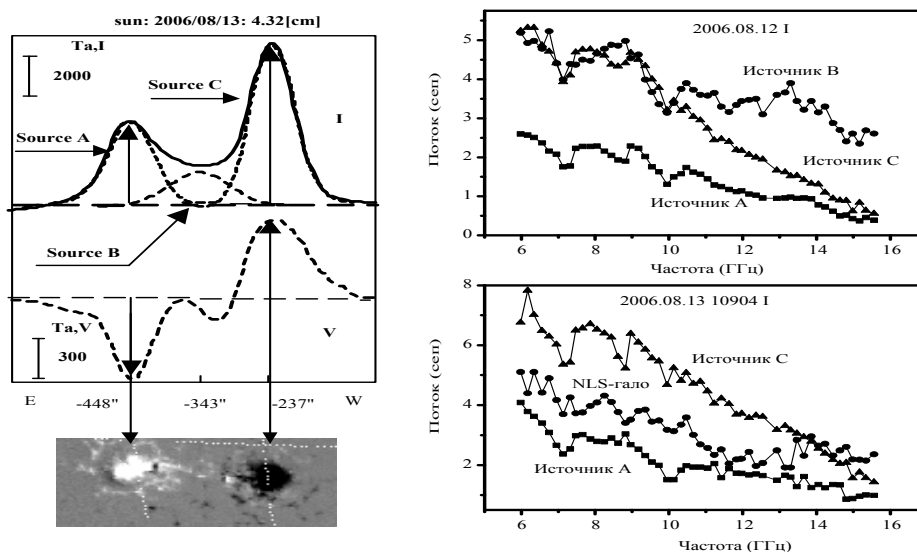 sun: 2006/08/13: 4.32[cm]
Ta,I
2000
Source C
I
Source A
Source B
Ta,V
V
300
E
-448"
-343"
-237"
W
2006.08.12 I
Поток (сеп)
5
4
3
2
1
0
Источник B
Источник C
Источник A
6
8
10
12
14
16
Частота (ГГц)
2006.08.13 10904 I
Поток (сеп)
8
6
4
2
Источник C
NLS-гало
Источник A
6
8
10
12
14
16
Частота (ГГц)